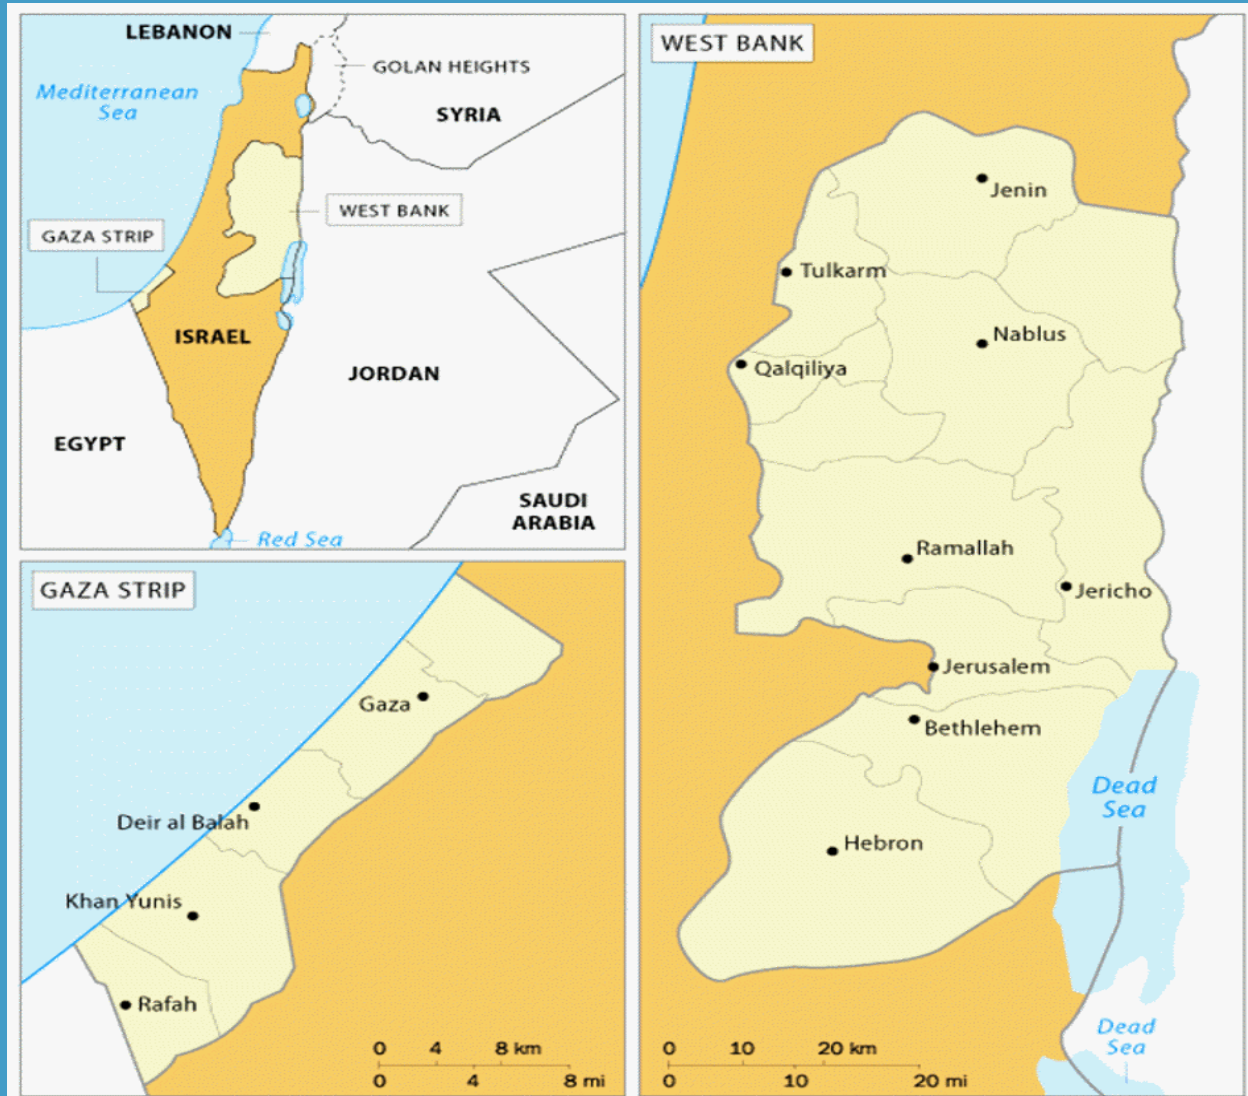 LEBANON
GOLAN HEIGHTS
Mediterranean
Sea
SYRIA
WEST BANK
GAZA STRIP
ISRAEL
JORDAN
EGYPT
SAUDI
ARABIA
Red Sea
GAZA STRIP
Gaza
Deir al Balah
Khan Yunis
Rafah
0 4 8 km
0 4 8 mi
WEST BANK
Jenin
Tulkarm
Nablus
Qalqiliya
Ramallah
Jericho
Jerusalem
Bethlehem
Dead
Sea
Hebron
Dead
Sea
0 10 20 km
0 10 20 mi